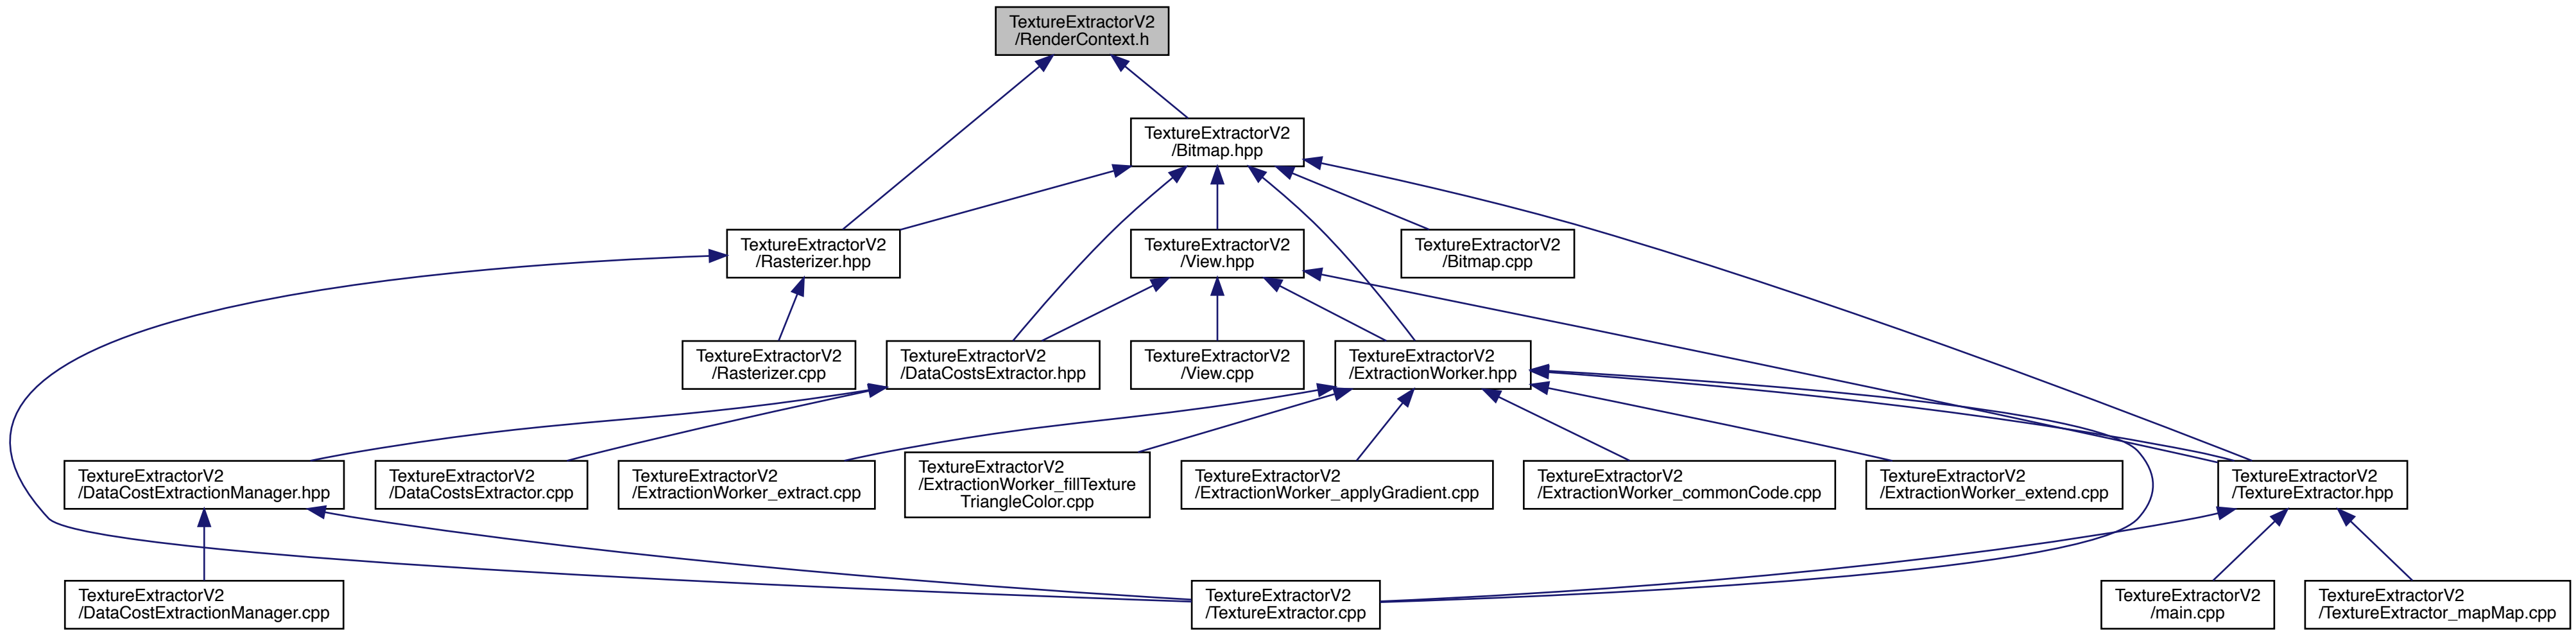 TextureExtractorV2
/RenderContext.h
TextureExtractorV2
/Bitmap.hpp
TextureExtractorV2
/Rasterizer.hpp
TextureExtractorV2
/View.hpp
TextureExtractorV2
/Bitmap.cpp
TextureExtractorV2
/Rasterizer.cpp
TextureExtractorV2
/DataCostsExtractor.hpp
TextureExtractorV2
/View.cpp
TextureExtractorV2
/ExtractionWorker.hpp
TextureExtractorV2
/DataCostExtractionManager.hpp
TextureExtractorV2
/DataCostsExtractor.cpp
TextureExtractorV2
/ExtractionWorker_extract.cpp
TextureExtractorV2
/ExtractionWorker_fillTexture
TriangleColor.cpp
TextureExtractorV2
/ExtractionWorker_applyGradient.cpp
TextureExtractorV2
/ExtractionWorker_commonCode.cpp
TextureExtractorV2
/ExtractionWorker_extend.cpp
TextureExtractorV2
/TextureExtractor.hpp
TextureExtractorV2
/DataCostExtractionManager.cpp
TextureExtractorV2
/TextureExtractor.cpp
TextureExtractorV2
/main.cpp
TextureExtractorV2
/TextureExtractor_mapMap.cpp